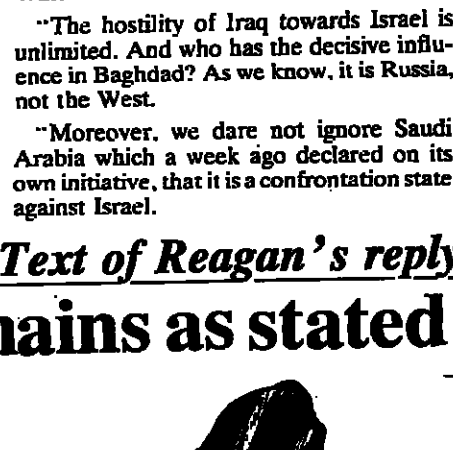 "The hostility of Iraq towards Israel is
unlimited. And who has the decisive influ-
ence in Baghdad? As we know, it is Russia,
not the West.
"Moreover, we dare not ignore Saudi
Arabia which a week ago declared on its
own initiative, that it is a confrontation state
against Israel.
Text of Reagan's reply
as stated